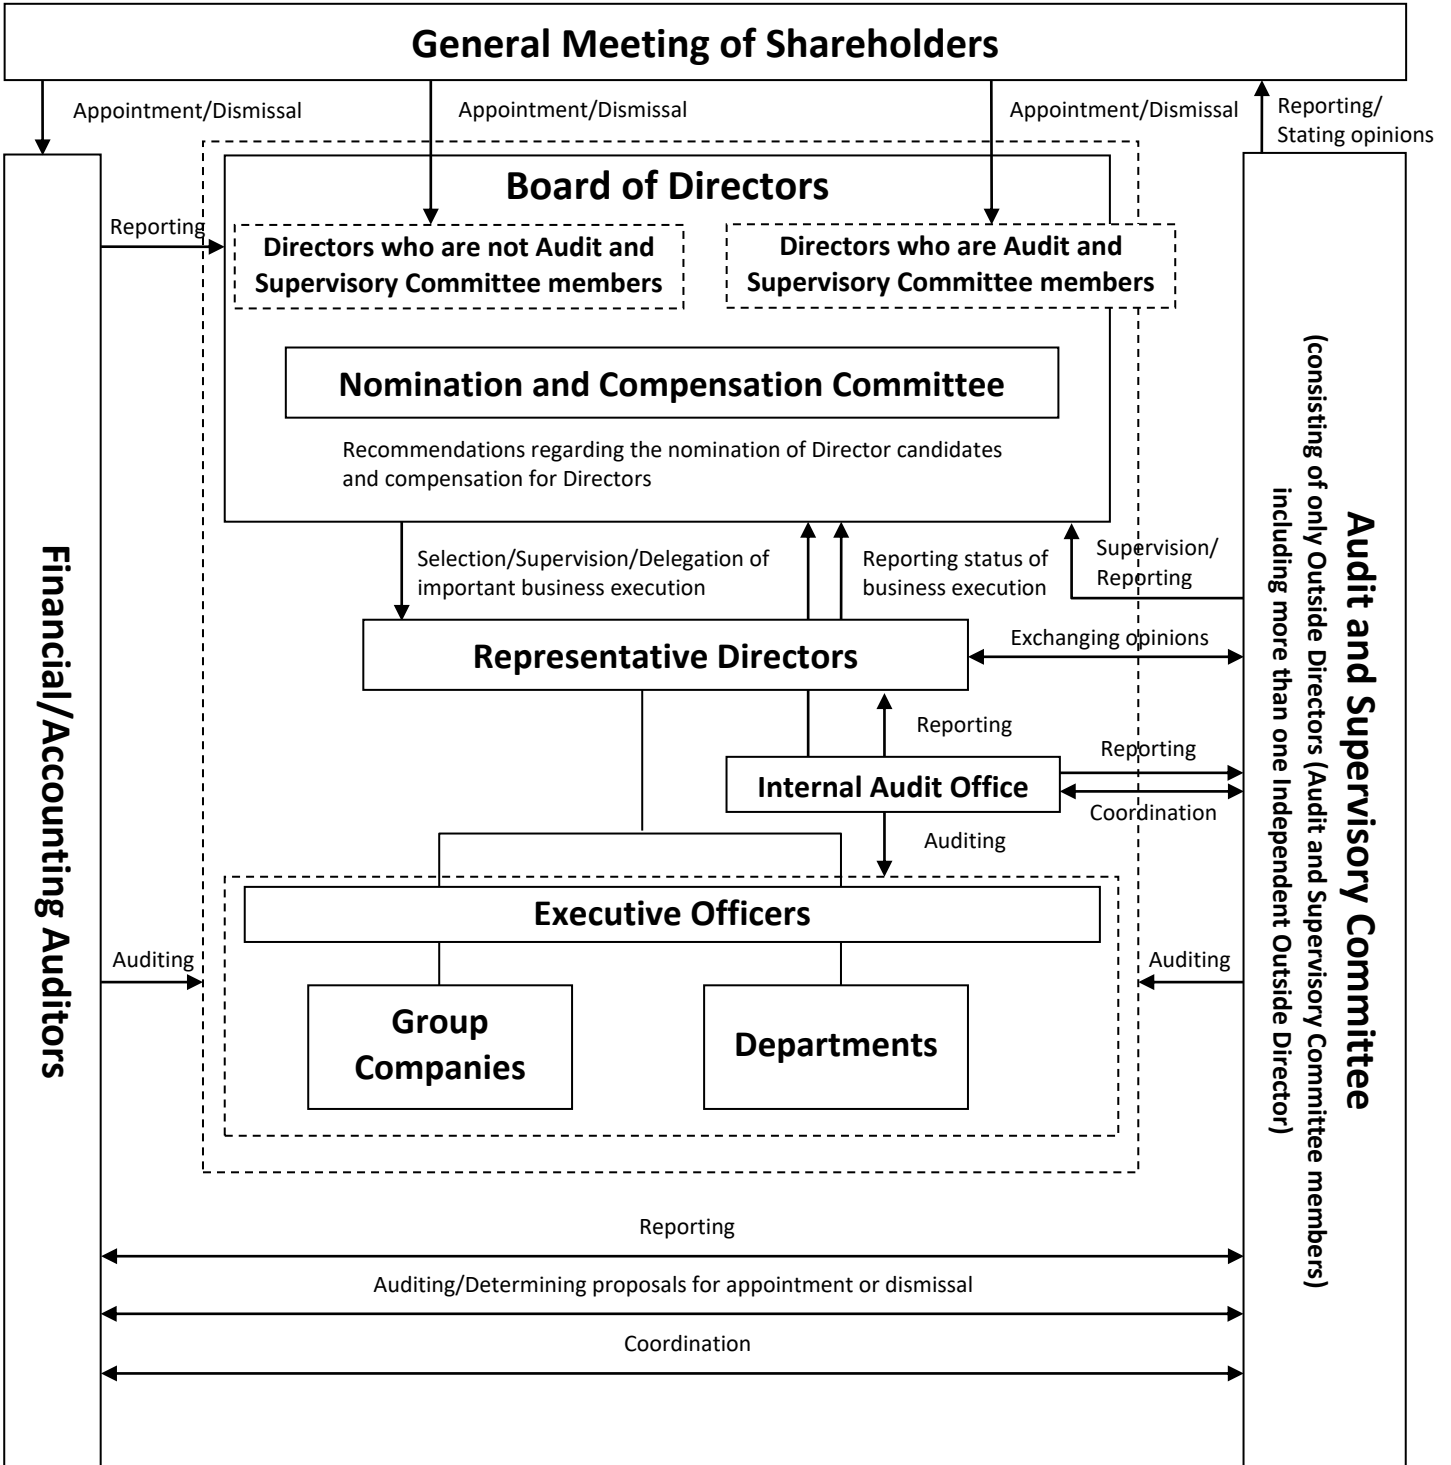 General Meeting of Shareholders
Appointment/Dismissal
Appointment/Dismissal
Appointment/Dismissal
Reporting/
Stating opinions
Board of Directors
Reporting
Directors who are not Audit and
Supervisory Committee members
Directors who are Audit and
Supervisory Committee members
Nomination and Compensation Committee
Recommendations regarding the nomination of Director candidates
and compensation for Directors
Financial/Accounting Auditors
Audit and Supervisory Committee
(consisting of only Outside Directors (Audit and Supervisory Committee members)
including more than one Independent Outside Director)
Selection/Supervision/Delegation of
important business execution
Reporting status of
business execution
Supervision/
Reporting
Representative Directors
Exchanging opinions
Reporting
Internal Audit Office
Reporting
Coordination
Auditing
Executive Officers
Auditing
Auditing
Group
Companies
Departments
Reporting
Auditing/Determining proposals for appointment or dismissal
Coordination